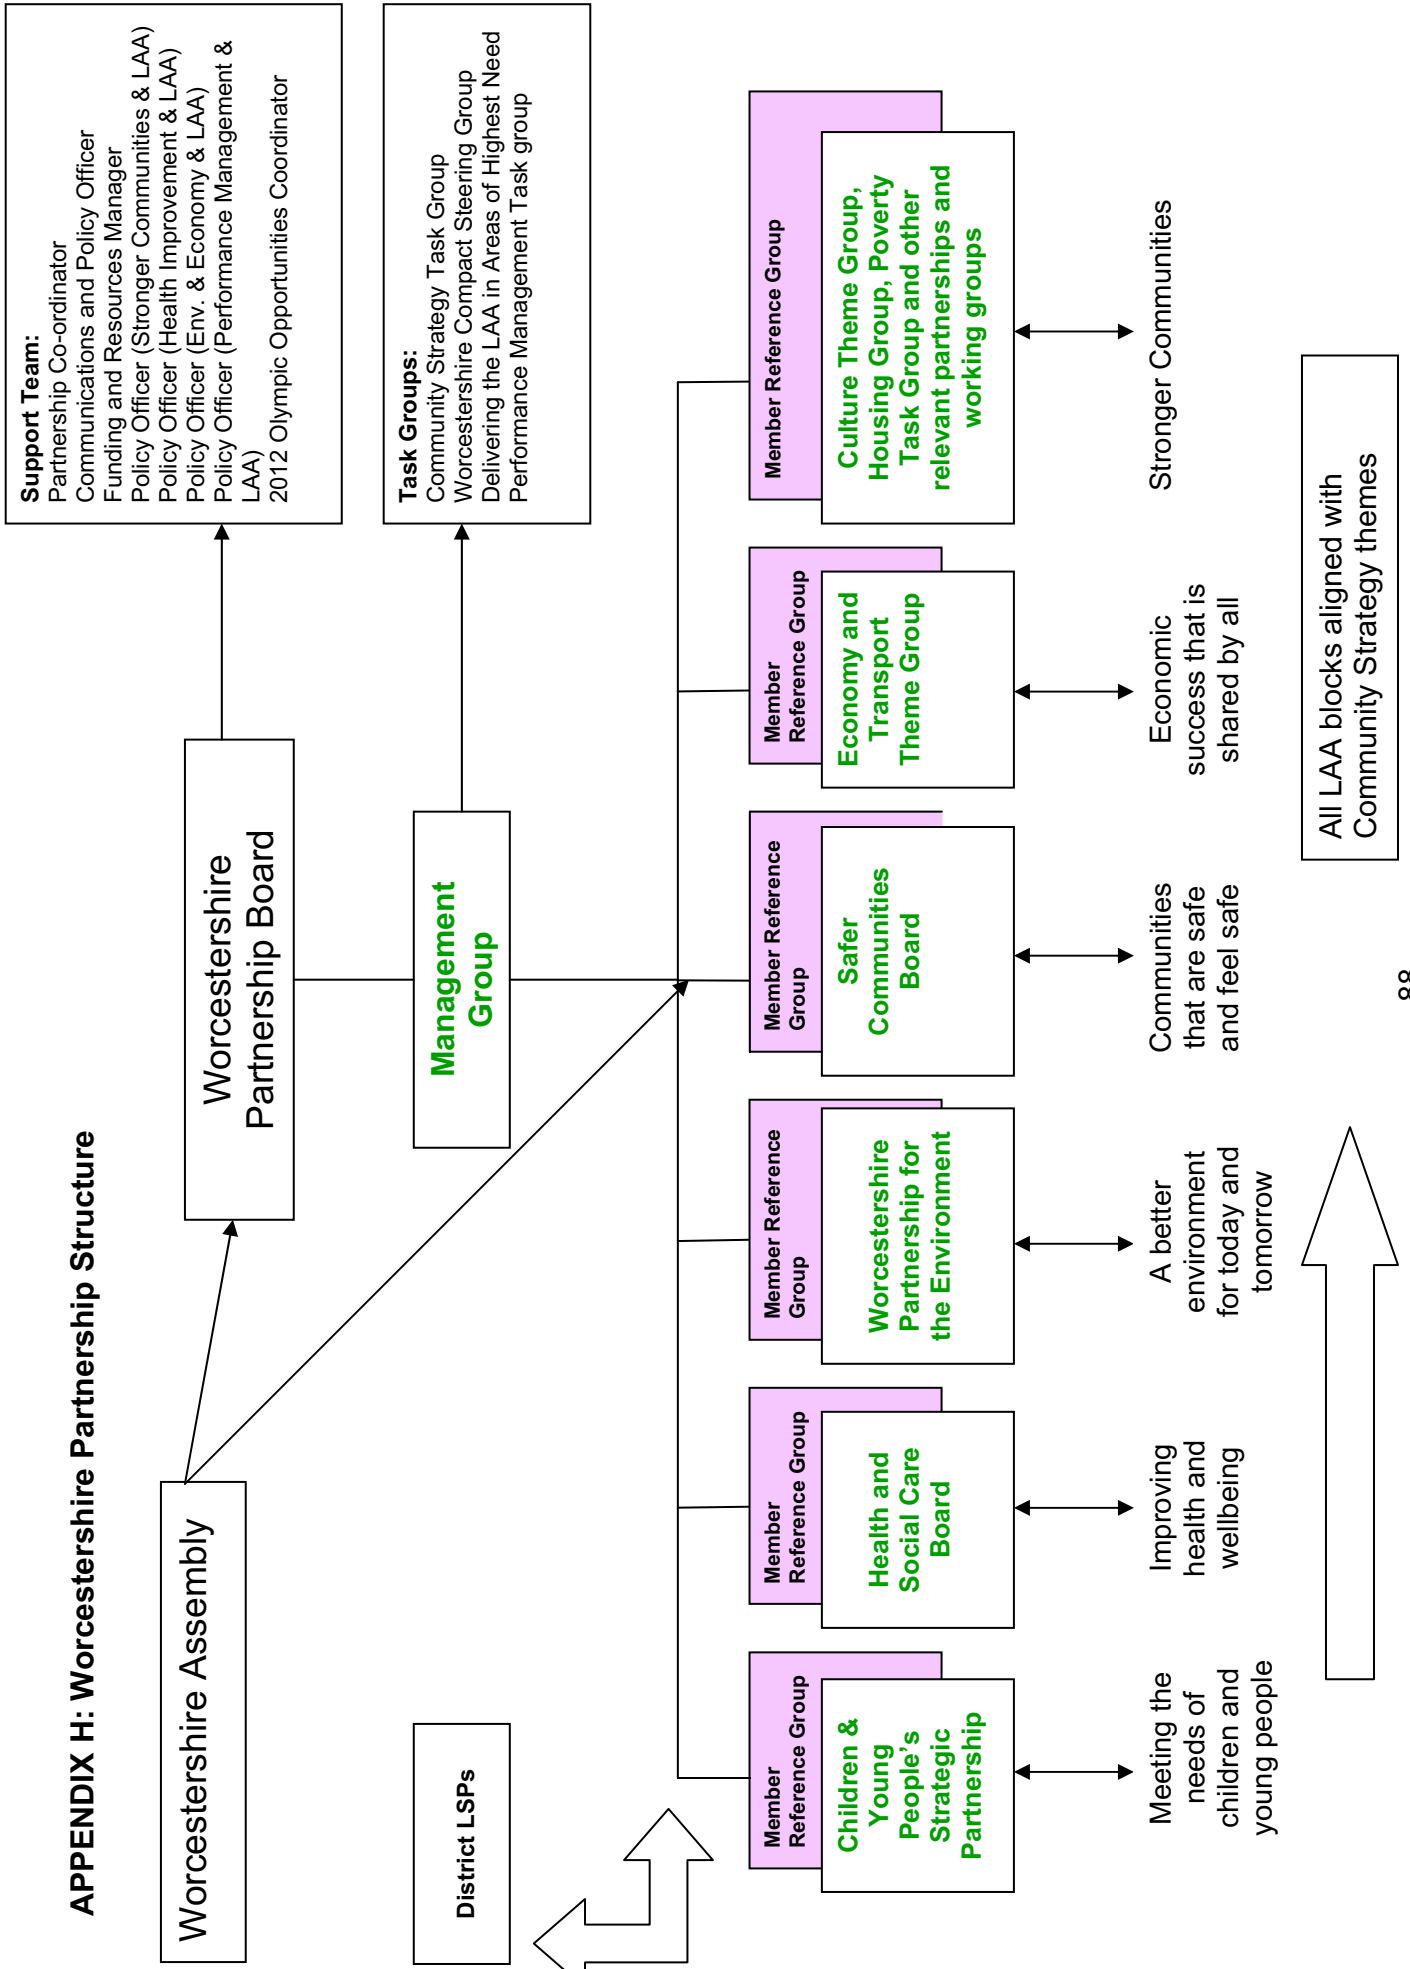 APPENDIX H: Worcestershire Partnership Structure
Worcestershire Assembly
Worcestershire
Partnership Board
Support Team:
Partnership Co-ordinator
Communications and Policy Officer
Funding and Resources Manager
Policy Officer (Stronger Communities & LAA)
Policy Officer (Health Improvement & LAA)
Policy Officer (Env. & Economy & LAA)
Policy Officer (Performance Management &
LAA)
2012 Olympic Opportunities Coordinator
District LSPs
Management
Group
Task Groups:
Community Strategy Task Group
Worcestershire Compact Steering Group
Delivering the LAA in Areas of Highest Need
Performance Management Task group
Member
Reference Group
Children &
Young
People’s
Strategic
Partnership
Member
Reference Group
Health and
Social Care
Board
Member Reference
Group
Worcestershire
Partnership for
the Environment
Member Reference
Group
Safer
Communities
Board
Member
Reference Group
Economy and
Transport
Theme Group
Member Reference Group
Culture Theme Group,
Housing Group, Poverty
Task Group and other
relevant partnerships and
working groups
Meeting the
needs of
children and
young people
Improving
health and
wellbeing
A better
environment
for today and
tomorrow
Communities
that are safe
and feel safe
Economic
success that is
shared by all
Stronger Communities
All LAA blocks aligned with
Community Strategy themes
88